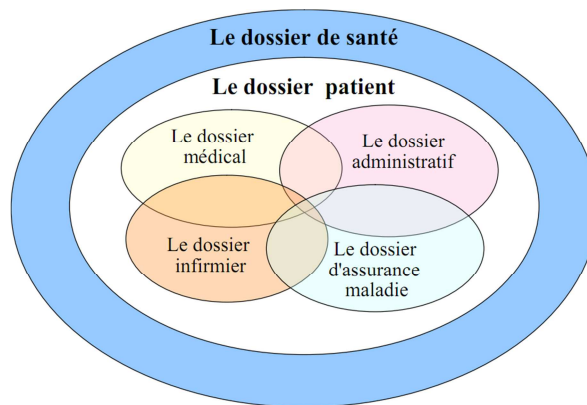 Le dossier de santé
Le dossier patient
Le dossier
médical
Le dossier
administratif
Le dossier
infirmier
Le dossier
d'assurance
maladie